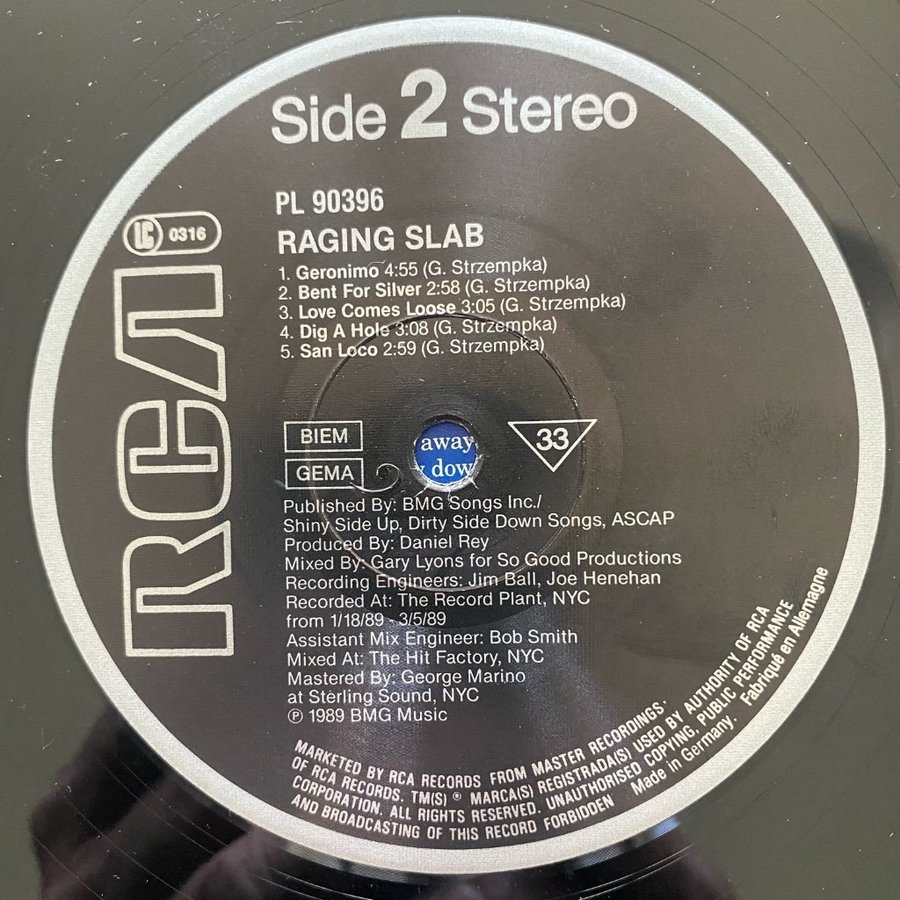 Side 2 Stereo
PL 90396
LC 0316
RAGING SLAB
1. Geronimo 4:55 (G. Strzempka)
2. Bent For Silver 2:58 (G. Strzempka)
3. Love Comes Loose 3:05 (G. Strzempka)
4. Dig A Hole 3:08 (G. Strzempka)
5. San Loco 2:59 (G. Strzempka)
RCA
BIEM
GEMA
away
dow
33
Published By: BMG Songs Inc./
Shiny Side Up, Dirty Side Down Songs, ASCAP
Produced By: Daniel Rey
Mixed By: Gary Lyons for So Good Productions
Recording Engineers: Jim Ball, Joe Henehan
Recorded At: The Record Plant, NYC
from 1/18/89 - 3/5/89
Assistant Mix Engineer: Bob Smith
Mixed At: The Hit Factory, NYC
Mastered By: George Marino
at Sterling Sound, NYC
℗ 1989 BMG Music
MARKETED BY RCA RECORDS FROM MASTER RECORDINGS
OF RCA RECORDS. TM(S) ® MARCA(S) REGISTRADA(S) USED BY AUTHORITY OF RCA
CORPORATION. ALL RIGHTS RESERVED. UNAUTHORISED COPYING, PUBLIC PERFORMANCE
AND BROADCASTING OF THIS RECORD FORBIDDEN Made in Germany. Fabriqué en Allemagne